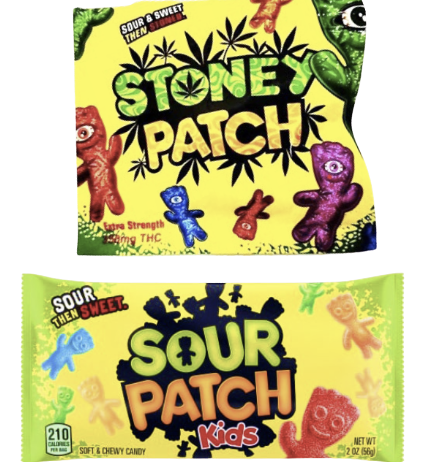 SOUR & SWEET
THEN STONED.
STONEY
PATCH
Extra Strength
THC
SOUR
THEN SWEET.
SOUR
PATCH
Kids
210
CALORIES
PER BAG
SOFT & CHEWY CANDY
NET WT
2 OZ (56g)